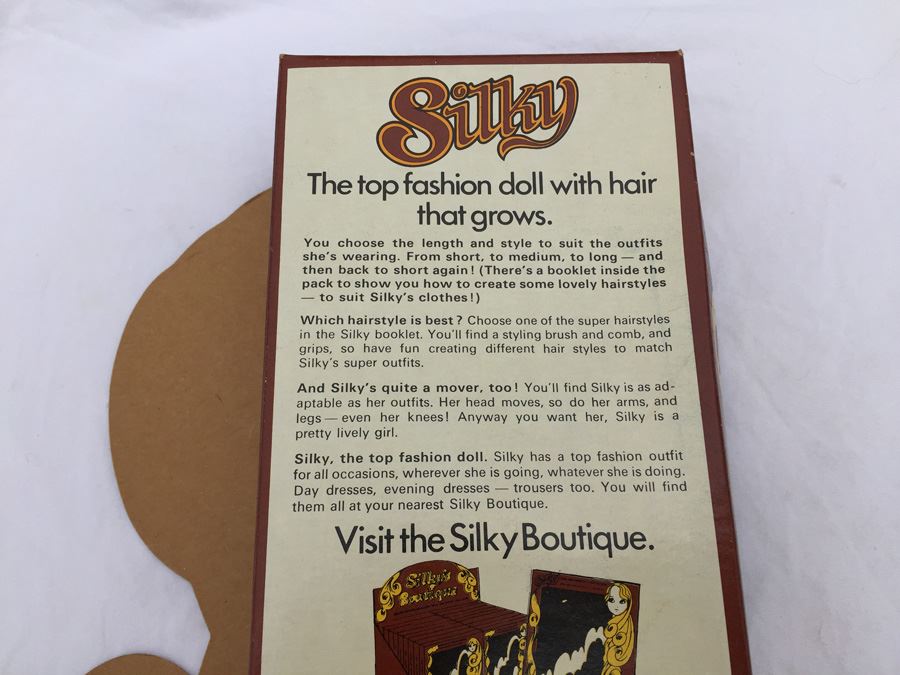 Silky
The top fashion doll with hair
that grows.
You choose the length and style to suit the outfits
she's wearing. From short, to medium, to long — and
then back to short again! (There's a booklet inside the
pack to show you how to create some lovely hairstyles
— to suit Silky's clothes!)
Which hairstyle is best? Choose one of the super hairstyles
in the Silky booklet. You'll find a styling brush and comb, and
grips, so have fun creating different hair styles to match
Silky's super outfits.
And Silky's quite a mover, too! You'll find Silky is as ad-
aptable as her outfits. Her head moves, so do her arms, and
legs — even her knees! Anyway you want her, Silky is a
pretty lively girl.
Silky, the top fashion doll. Silky has a top fashion outfit
for all occasions, wherever she is going, whatever she is doing.
Day dresses, evening dresses — trousers too. You will find
them all at your nearest Silky Boutique.
Visit the Silky Boutique.
Silky's
Boutique